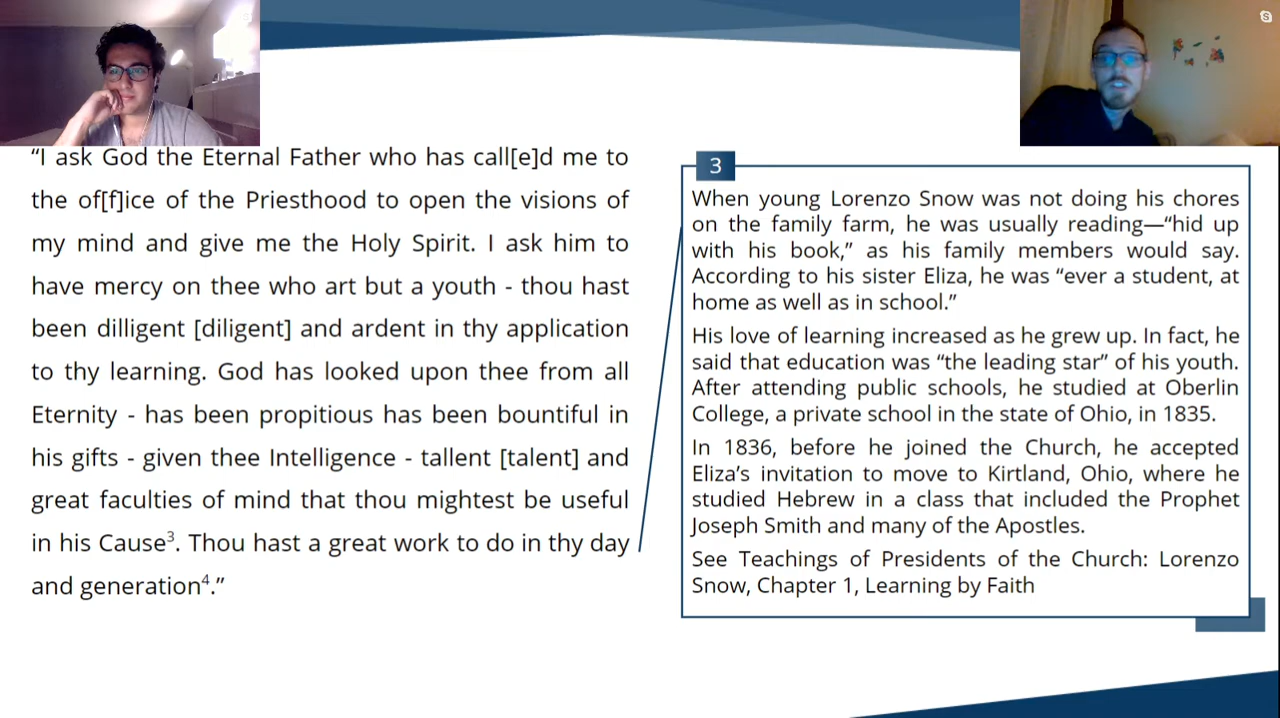 “I ask God the Eternal Father who has call[e]d me to
the of[f]ice of the Priesthood to open the visions of
my mind and give me the Holy Spirit. I ask him to
have mercy on thee who art but a youth - thou hast
been dilligent [diligent] and ardent in thy application
to thy learning. God has looked upon thee from all
Eternity - has been propitious has been bountiful in
his gifts - given thee Intelligence - tallent [talent] and
great faculties of mind that thou mightest be useful
in his Cause³. Thou hast a great work to do in thy day
and generation⁴.”
3
When young Lorenzo Snow was not doing his chores
on the family farm, he was usually reading—“hid up
with his book,” as his family members would say.
According to his sister Eliza, he was “ever a student, at
home as well as in school.”
His love of learning increased as he grew up. In fact, he
said that education was “the leading star” of his youth.
After attending public schools, he studied at Oberlin
College, a private school in the state of Ohio, in 1835.
In 1836, before he joined the Church, he accepted
Eliza’s invitation to move to Kirtland, Ohio, where he
studied Hebrew in a class that included the Prophet
Joseph Smith and many of the Apostles.
See Teachings of Presidents of the Church: Lorenzo
Snow, Chapter 1, Learning by Faith